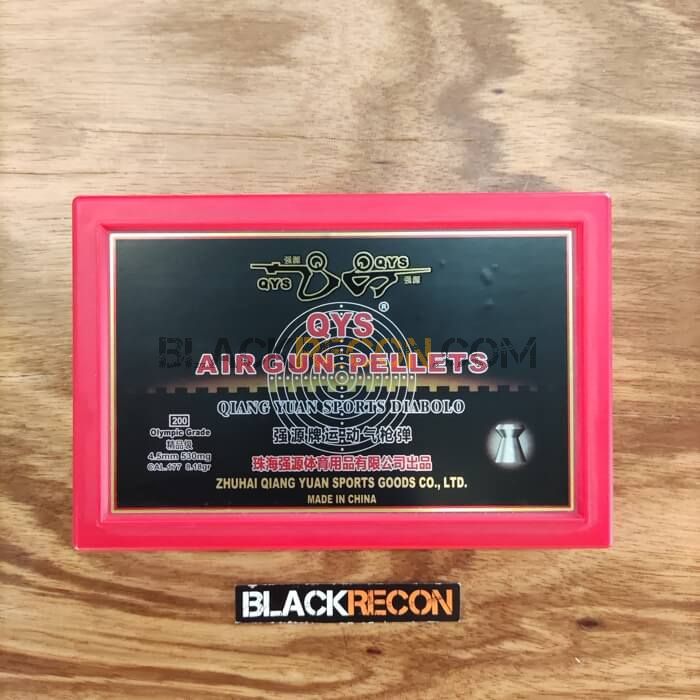 强源
QYS
QYS
强源
QYS®
BLACKRECON.COM
AIR GUN PELLETS
QIANG YUAN SPORTS DIABOLO
200
Olympic Grade
精品级
4.5mm 530mg
CAL.177 8.18gr
强源牌运动气枪弹
珠海强源体育用品有限公司出品
ZHUHAI QIANG YUAN SPORTS GOODS CO., LTD.
MADE IN CHINA
BLACKRECON